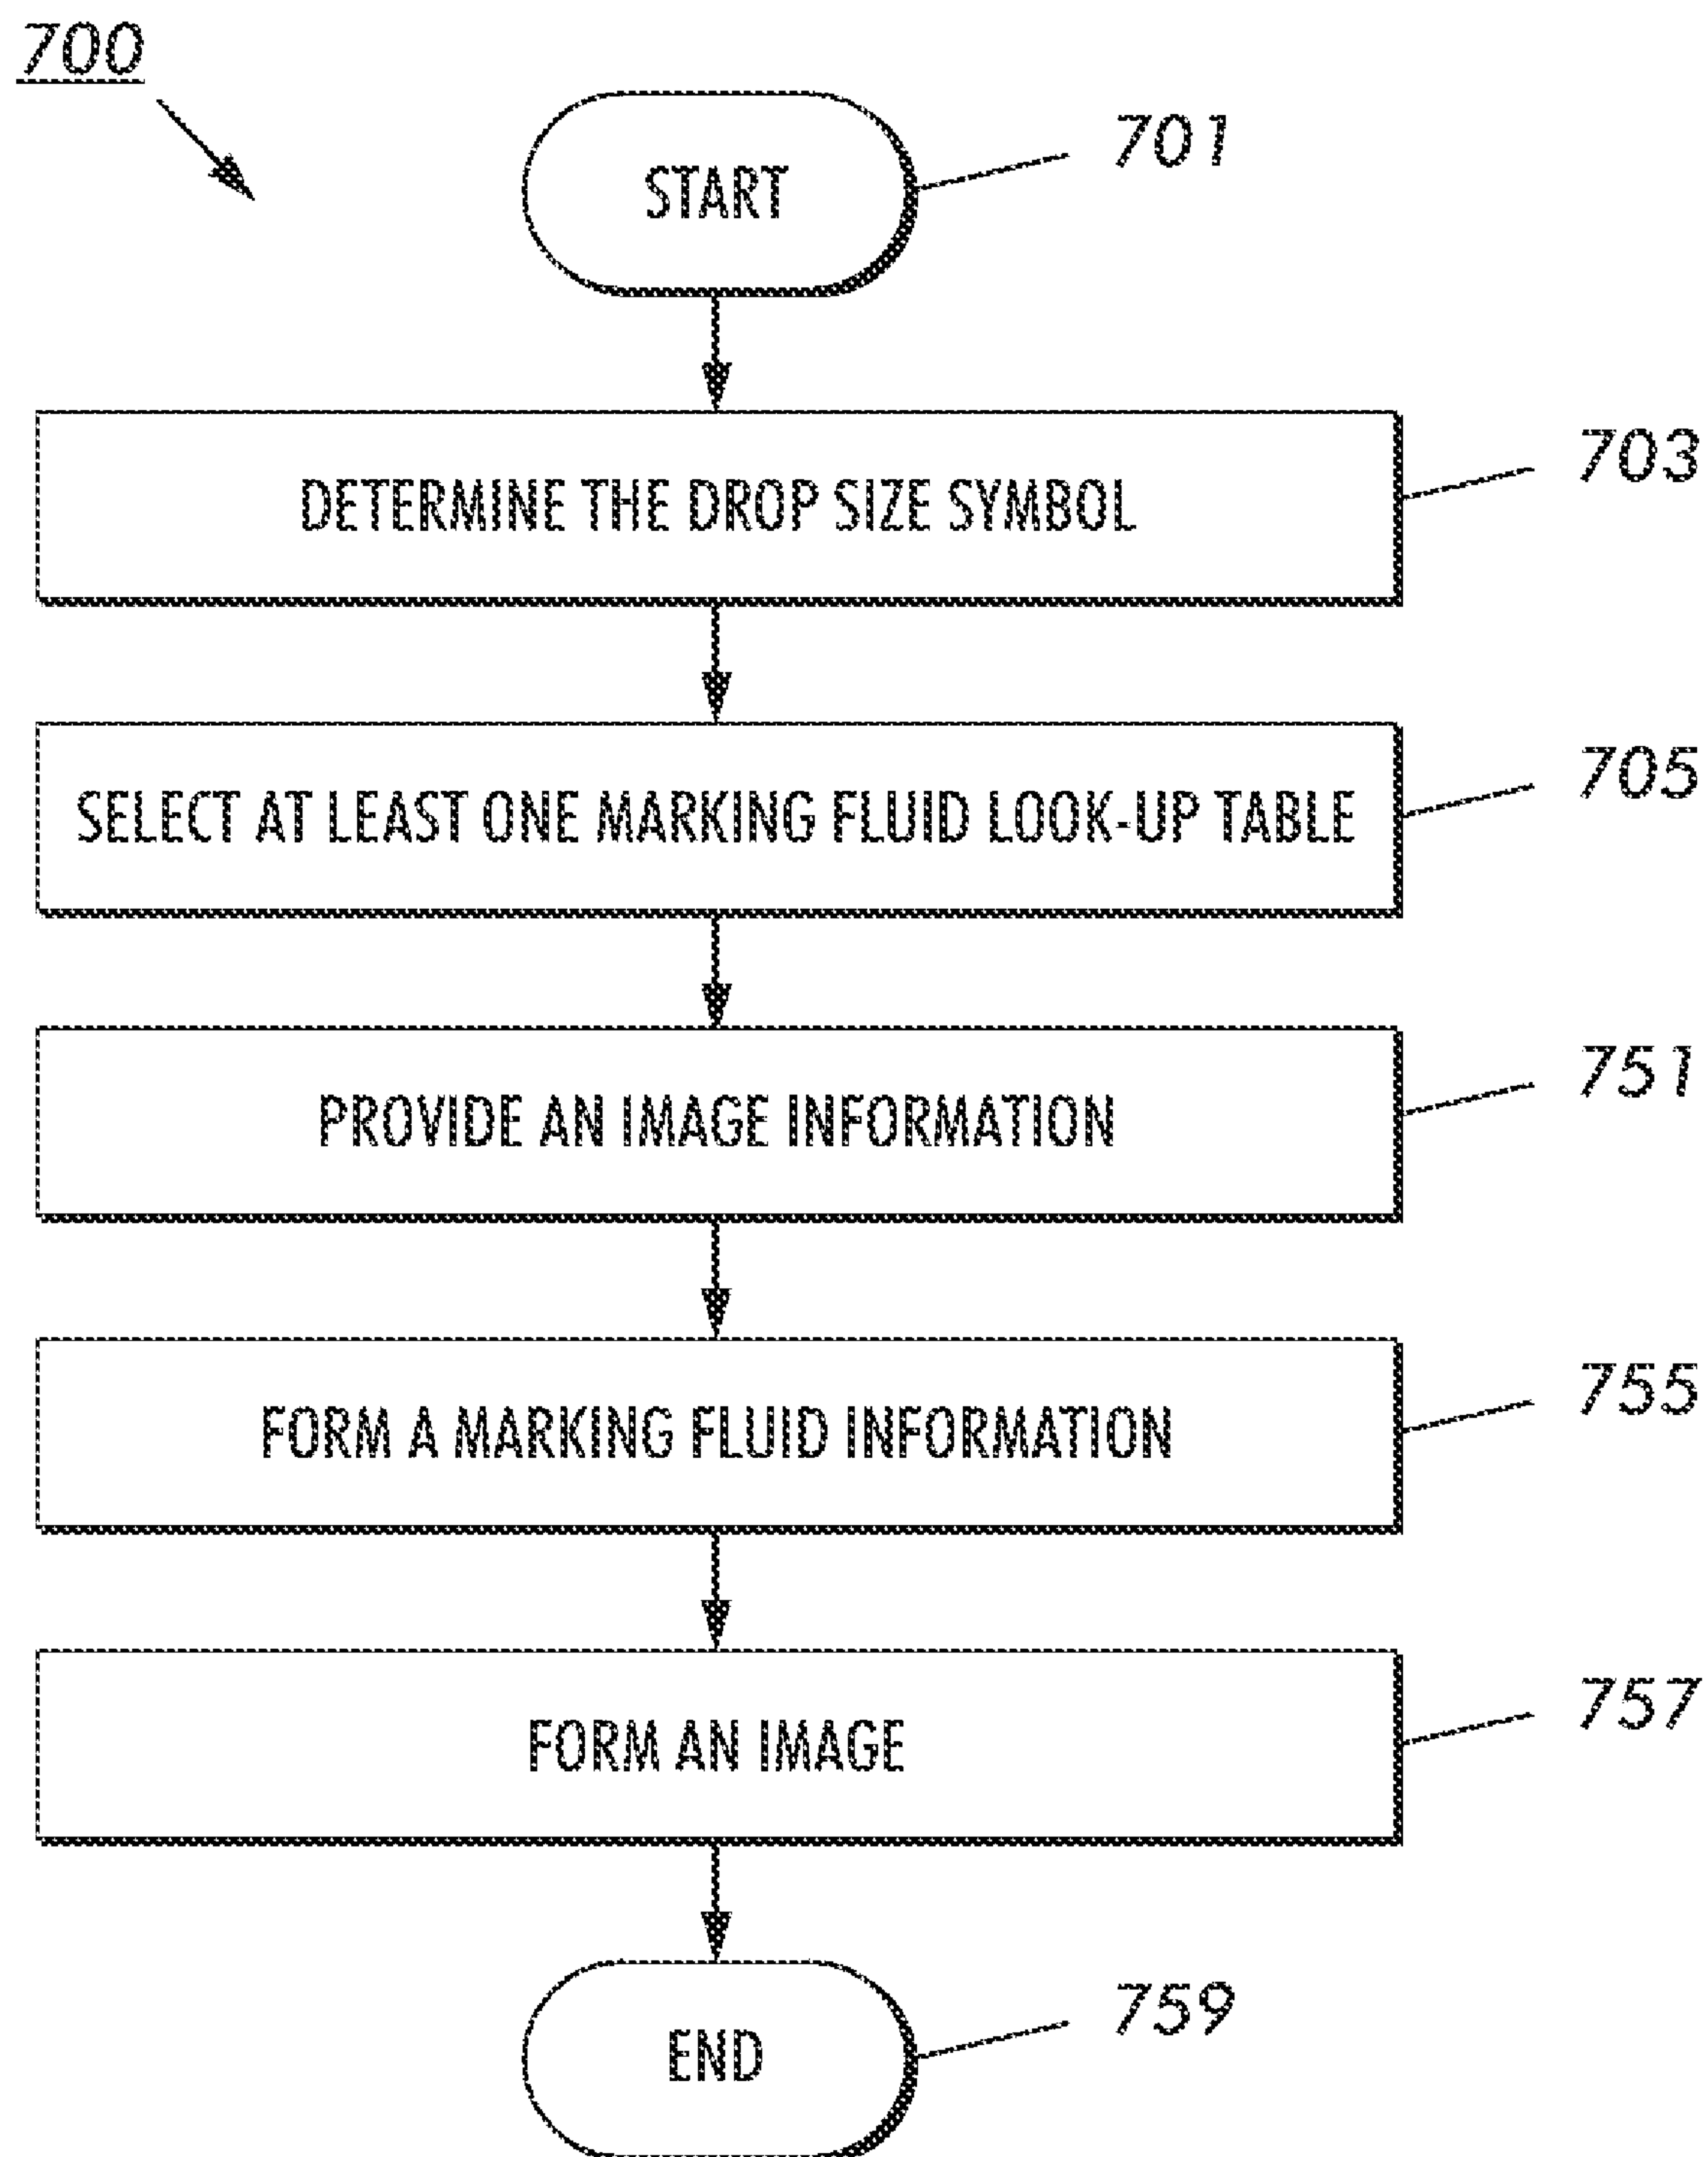 700
START
701
DETERMINE THE DROP SIZE SYMBOL
703
SELECT AT LEAST ONE MARKING FLUID LOOK-UP TABLE
705
PROVIDE AN IMAGE INFORMATION
751
FORM A MARKING FLUID INFORMATION
755
FORM AN IMAGE
757
END
759